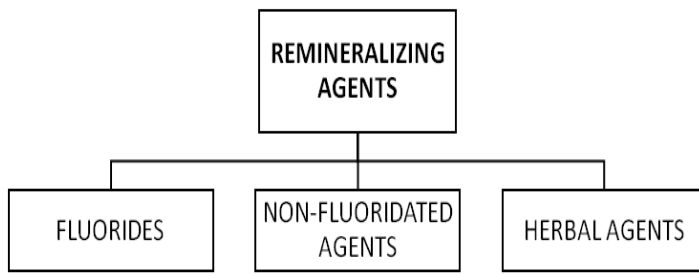 REMINERALIZING
AGENTS
FLUORIDES
NON-FLUORIDATED
AGENTS
HERBAL AGENTS